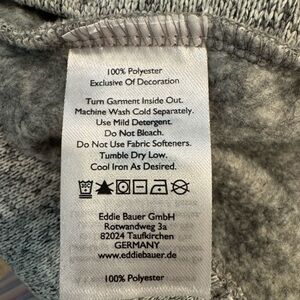 100% Polyester
Exclusive Of Decoration
Turn Garment Inside Out.
Machine Wash Cold Separately.
Use Mild Detergent.
Do Not Bleach.
Do Not Use Fabric Softeners.
Tumble Dry Low.
Cool Iron As Desired.
Eddie Bauer GmbH
Rotwandweg 3a
82024 Taufkirchen
GERMANY
www.eddiebauer.de
100% Polyester